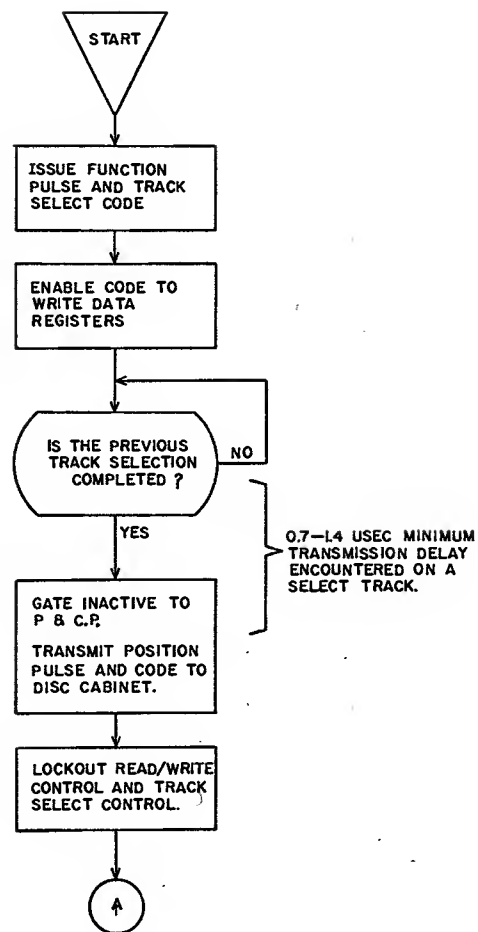 START
ISSUE FUNCTION
PULSE AND TRACK
SELECT CODE
ENABLE CODE TO
WRITE DATA
REGISTERS
IS THE PREVIOUS
TRACK SELECTION
COMPLETED ?
NO
YES
0.7—1.4 USEC MINIMUM
TRANSMISSION DELAY
ENCOUNTERED ON A
SELECT TRACK.
GATE INACTIVE TO
P & C.P.
TRANSMIT POSITION
PULSE AND CODE TO
DISC CABINET.
LOCKOUT READ/WRITE
CONTROL AND TRACK
SELECT CONTROL.
A